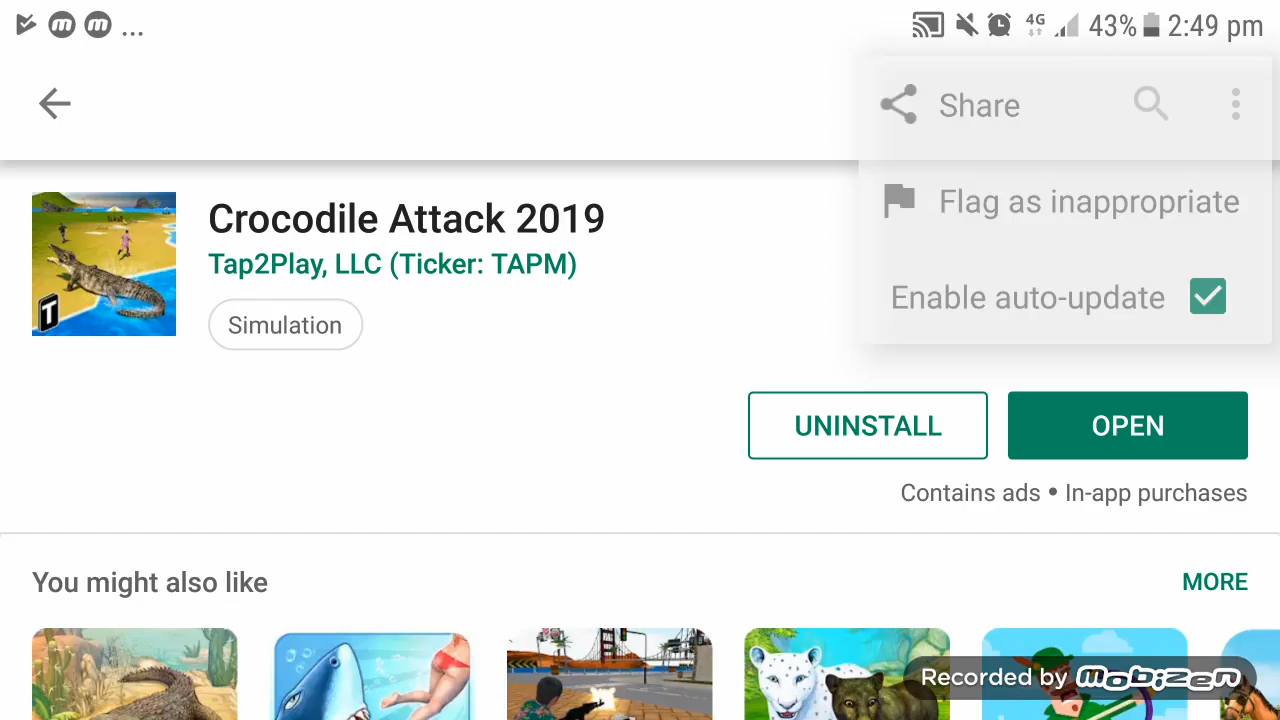 ... 4G 43% 2:49 pm
Share
Crocodile Attack 2019
Flag as inappropriate
Tap2Play, LLC (Ticker: TAPM)
Simulation
Enable auto-update
T
UNINSTALL
OPEN
Contains ads • In-app purchases
You might also like
MORE
Recorded by mobizen